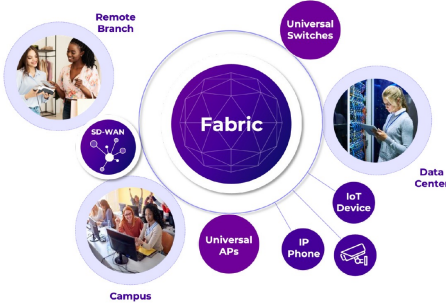 Remote
Branch
Universal
Switches
SD-WAN
Fabric
Data
Center
IoT
Device
Universal
APs
IP
Phone
Campus